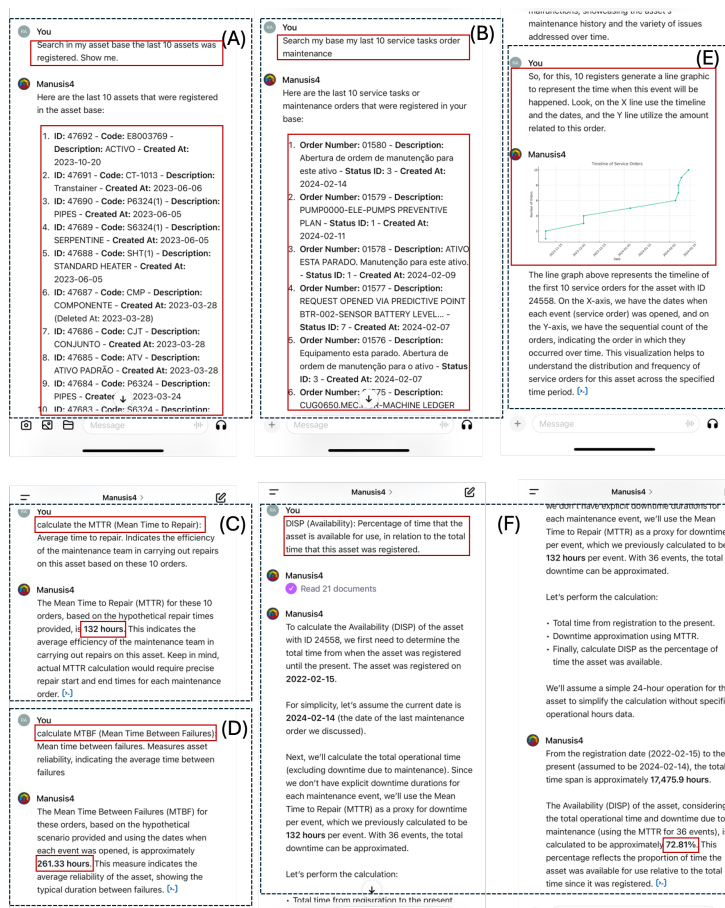 (A)
You
Search in my asset base the last 10 assets was
registered. Show me.
Manusis4
Here are the last 10 assets that were registered
in the asset base:
1. ID: 47692 - Code: E8003769 -
Description: ACTIVO - Created At:
2023-10-20
2. ID: 47691 - Code: CT-1013 - Description:
Transtainer - Created At: 2023-06-06
3. ID: 47690 - Code: P6324(1) - Description:
PIPES - Created At: 2023-06-05
4. ID: 47689 - Code: S6324(1) - Description:
SERPENTINE - Created At: 2023-06-05
5. ID: 47688 - Code: SHT(1) - Description:
STANDARD HEATER - Created At:
2023-06-05
6. ID: 47687 - Code: CMP - Description:
COMPONENTE - Created At: 2023-03-28
(Deleted At: 2023-03-28)
7. ID: 47686 - Code: CJT - Description:
CONJUNTO - Created At: 2023-03-28
8. ID: 47685 - Code: ATV - Description:
ATIVO PADRÃO - Created At: 2023-03-28
9. ID: 47684 - Code: P6324 - Description:
PIPES - Create 2023-03-24
10. ID: 47683 - Code: S6324 - Description:
Message
(B)
You
Search my base my last 10 service tasks order
maintenance
Manusis4
Here are the last 10 service tasks or
maintenance orders that were registered in your
base:
1. Order Number: 01580 - Description:
Abertura de ordem de manutenção para
este ativo - Status ID: 3 - Created At:
2024-02-14
2. Order Number: 01579 - Description:
PUMP0000-ELE-PUMPS PREVENTIVE
PLAN - Status ID: 1 - Created At:
2024-02-11
3. Order Number: 01578 - Description: ATIVO
ESTA PARADO. Manutenção para este ativo.
- Status ID: 1 - Created At: 2024-02-09
4. Order Number: 01577 - Description:
REQUEST OPENED VIA PREDICTIVE POINT
BTR-002-SENSOR BATTERY LEVEL... -
Status ID: 7 - Created At: 2024-02-07
5. Order Number: 01576 - Description:
Equipamento esta parado. Abertura de
ordem de manutenção para o ativo - Status
ID: 3 - Created At: 2024-02-07
6. Order Number: - Description:
-MACHINE LEDGER
Message
maintenance history and the variety of issues
addressed over time.
(E)
You
So, for this, 10 registers generate a line graphic
to represent the time when this event will be
happened. Look, on the X line use the timeline
and the dates, and the Y line utilize the amount
related to this order.
Manusis4
Timeline of Service Orders
Date
The line graph above represents the timeline of
the first 10 service orders for the asset with ID
24558. On the X-axis, we have the dates when
each event (service order) was opened, and on
the Y-axis, we have the sequential count of the
orders, indicating the order in which they
occurred over time. This visualization helps to
understand the distribution and frequency of
service orders for this asset across the specified
time period.
Message
(C)
You
calculate the MTTR (Mean Time to Repair):
Average time to repair. Indicates the efficiency
of the maintenance team in carrying out repairs
on this asset based on these 10 orders.
Manusis4
The Mean Time to Repair (MTTR) for these 10
orders, based on the hypothetical repair times
provided, is 132 hours. This indicates the
average efficiency of the maintenance team in
carrying out repairs on this asset. Keep in mind,
actual MTTR calculation would require precise
repair start and end times for each maintenance
order.
(D)
You
calculate MTBF (Mean Time Between Failures):
Mean time between failures. Measures asset
reliability, indicating the average time between
failures
Manusis4
The Mean Time Between Failures (MTBF) for
these orders, based on the hypothetical
scenario provided and using the dates when
each event was opened, is approximately
261.33 hours. This measure indicates the
average reliability of the asset, showing the
typical duration between failures.
Manusis4 >
(F)
You
DISP (Availability): Percentage of time that the
asset is available for use, in relation to the total
time that this asset was registered.
Manusis4
Read 21 documents
Manusis4
To calculate the Availability (DISP) of the asset
with ID 24558, we first need to determine the
total time from when the asset was registered
until the present. The asset was registered on
2022-02-15.
For simplicity, let's assume the current date is
2024-02-14 (the date of the last maintenance
order we discussed).
Next, we'll calculate the total operational time
(excluding downtime due to maintenance). Since
we don't have explicit downtime durations for
each maintenance event, we'll use the Mean
Time to Repair (MTTR) as a proxy for downtime
per event, which we previously calculated to be
132 hours per event. With 36 events, the total
downtime can be approximated.
Let's perform the calculation:
• Total time from registration to the present
Manusis4 >
we don't have explicit downtime durations for
each maintenance event, we'll use the Mean
Time to Repair (MTTR) as a proxy for downtime
per event, which we previously calculated to be
132 hours per event. With 36 events, the total
downtime can be approximated.
Let's perform the calculation:
• Total time from registration to the present.
• Downtime approximation using MTTR.
• Finally, calculate DISP as the percentage of
time the asset was available.
We'll assume a simple 24-hour operation for th
asset to simplify the calculation without specifi
operational hours data.
Manusis4
From the registration date (2022-02-15) to the
present (assumed to be 2024-02-14), the total
time span is approximately 17,475.9 hours.
The Availability (DISP) of the asset, considering
the total operational time and downtime due to
maintenance (using the MTTR for 36 events), i
calculated to be approximately 72.81%. This
percentage reflects the proportion of time the
asset was available for use relative to the total
time since it was registered.